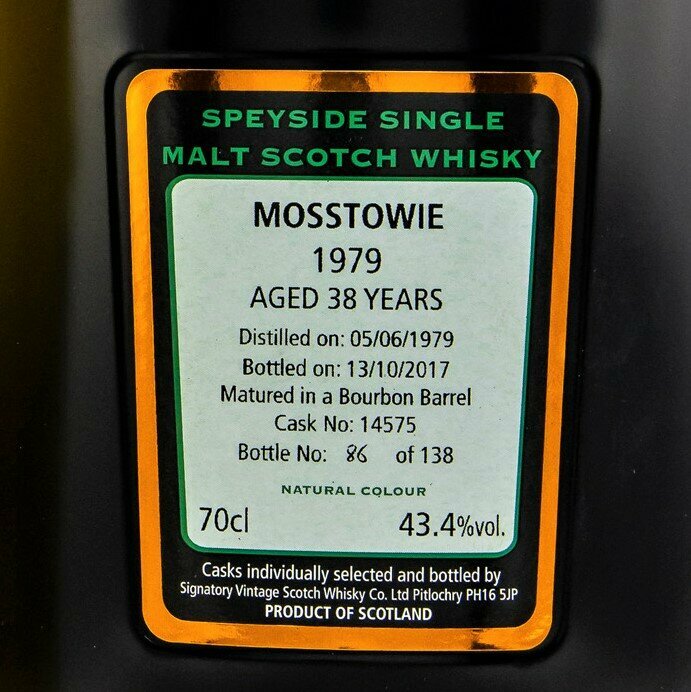 SPEYSIDE SINGLE
MALT SCOTCH WHISKY
MOSSTOWIE
1979
AGED 38 YEARS
Distilled on: 05/06/1979
Bottled on: 13/10/2017
Matured in a Bourbon Barrel
Cask No: 14575
Bottle No: 86 of 138
NATURAL COLOUR
70cl 43.4%vol.
Casks individually selected and bottled by
Signatory Vintage Scotch Whisky Co. Ltd Pitlochry PH16 5JP
PRODUCT OF SCOTLAND